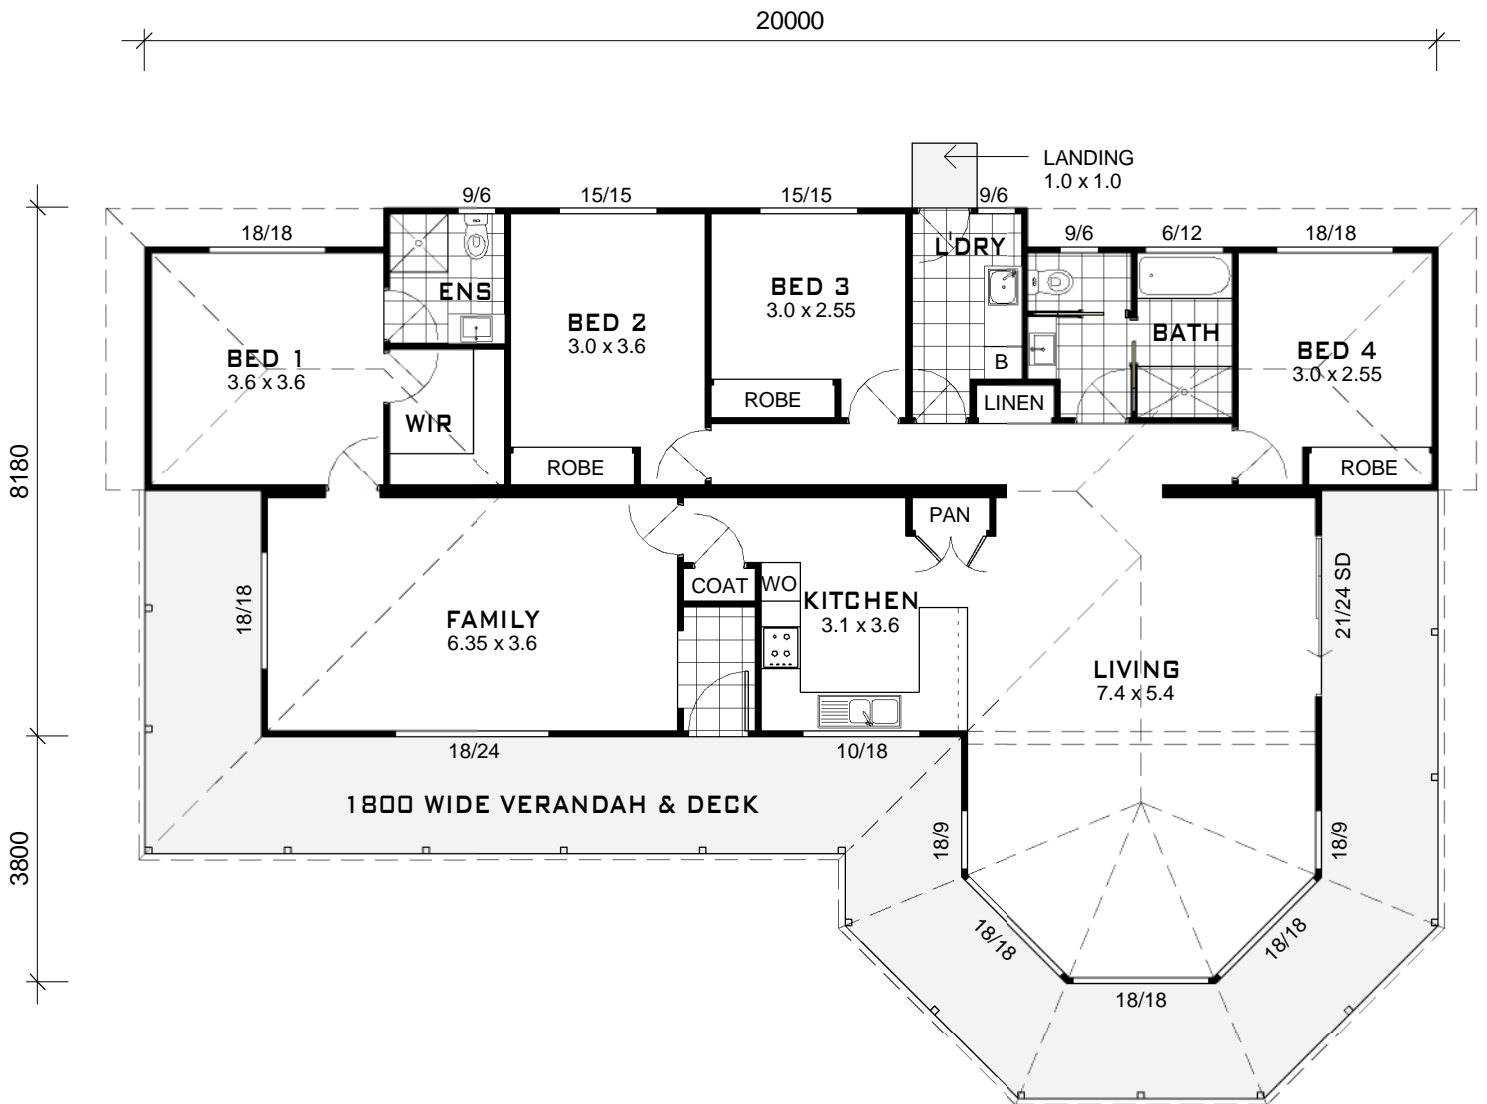 20000
LANDING
1.0 x 1.0
9/6
15/15
15/15
9/6
18/18
9/6
6/12
18/18
L'DRY
ENS
BED 3
3.0 x 2.55
BED 2
3.0 x 3.6
BATH
BED 1
3.6 x 3.6
BED 4
3.0 x 2.55
B
ROBE
LINEN
WIR
ROBE
ROBE
8180
PAN
COAT
WO
KITCHEN
3.1 x 3.6
FAMILY
6.35 x 3.6
18/18
21/24 SD
LIVING
7.4 x 5.4
18/24
10/18
1800 WIDE VERANDAH & DECK
3800
18/9
18/9
18/18
18/18
18/18